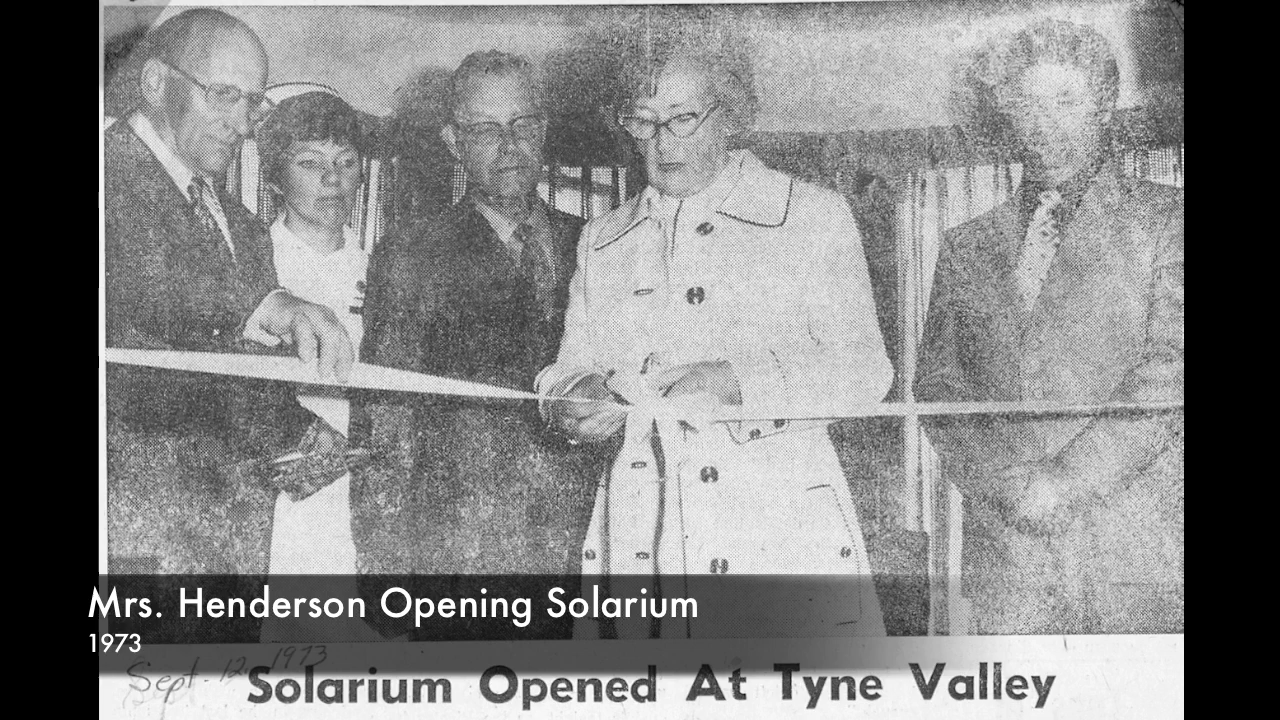 Mrs. Henderson Opening Solarium
1973
Sept. 12, 1973
Solarium Opened At Tyne Valley